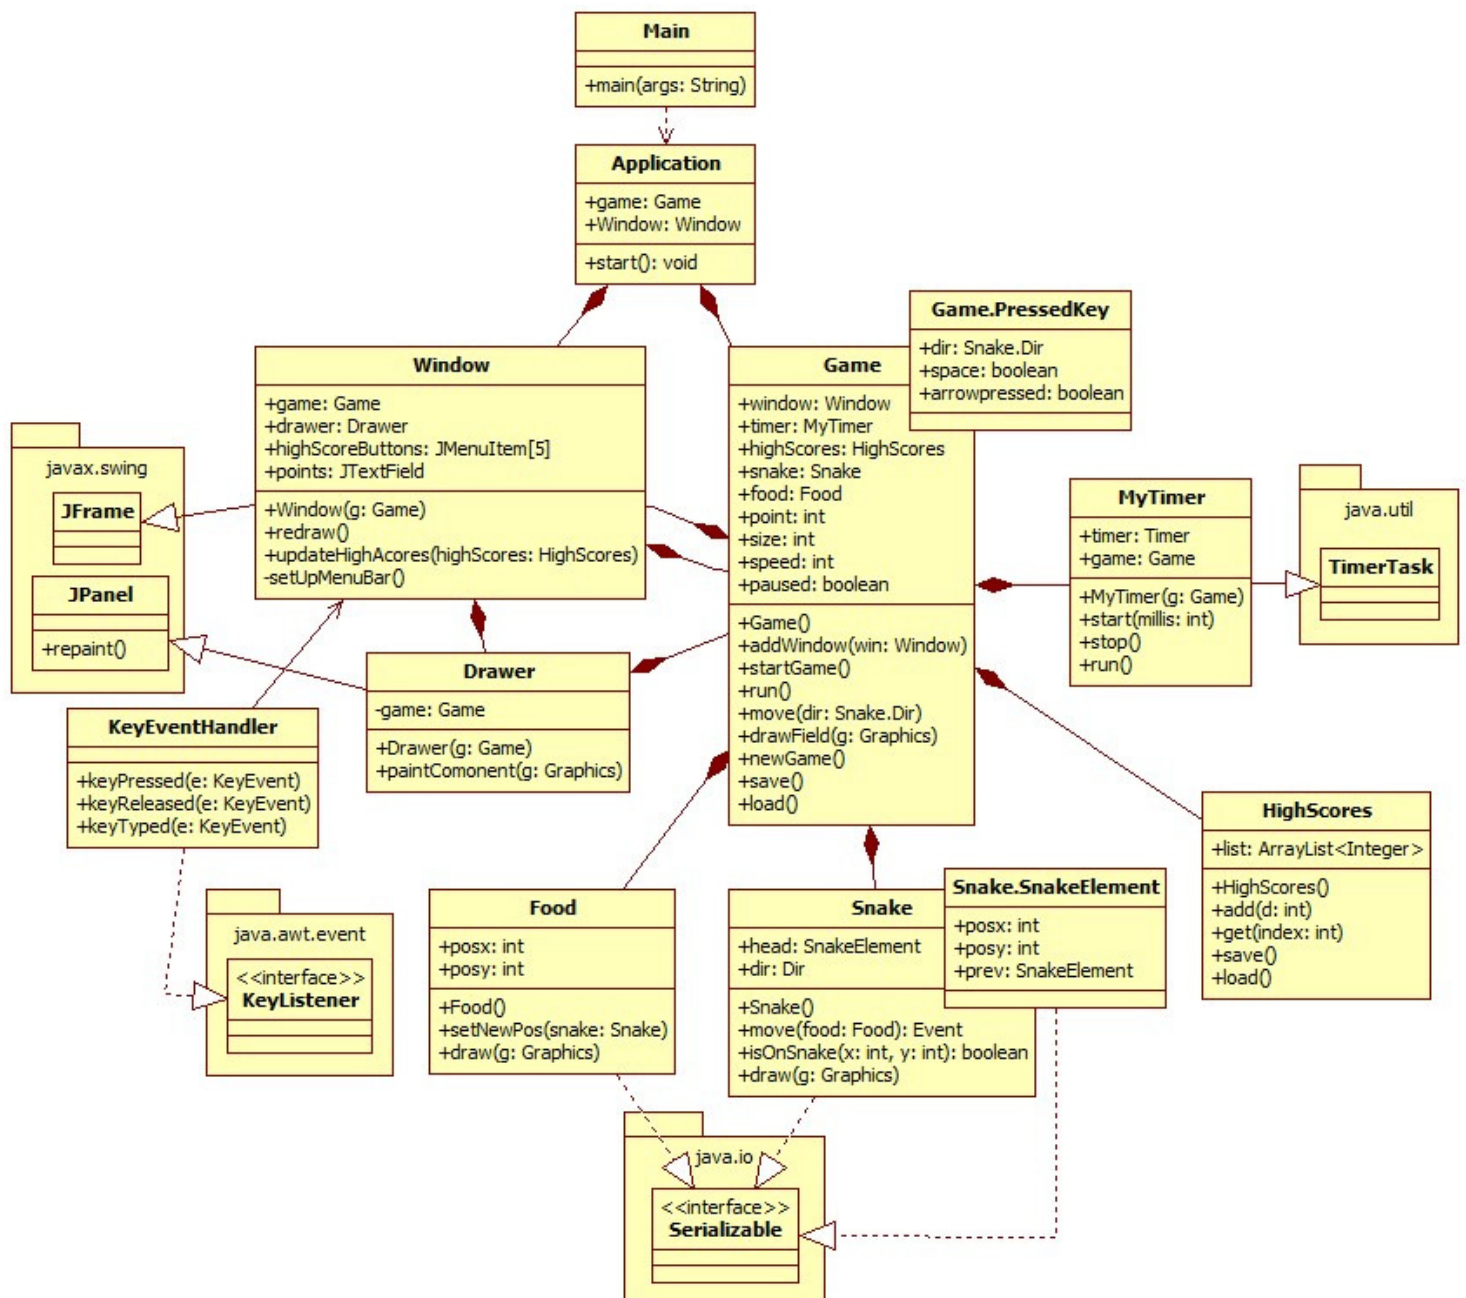 Main
+main(args: String)
Application
+game: Game
+Window: Window
+start(): void
Game.PressedKey
+dir: Snake.Dir
+space: boolean
+arrowpressed: boolean
Window
+game: Game
+drawer: Drawer
+highScoreButtons: JMenuItem[5]
+points: JTextField
+Window(g: Game)
+redraw()
+updateHighAcores(highScores: HighScores)
-setUpMenuBar()
Game
+window: Window
+timer: MyTimer
+highScores: HighScores
+snake: Snake
+food: Food
+point: int
+size: int
+speed: int
+paused: boolean
+Game()
+addWindow(win: Window)
+startGame()
+run()
+move(dir: Snake.Dir)
+drawField(g: Graphics)
+newGame()
+save()
+load()
javax.swing
JFrame
JPanel
+repaint()
MyTimer
+timer: Timer
+game: Game
+MyTimer(g: Game)
+start(millis: int)
+stop()
+run()
java.util
TimerTask
Drawer
-game: Game
+Drawer(g: Game)
+paintComonent(g: Graphics)
KeyEventHandler
+keyPressed(e: KeyEvent)
+keyReleased(e: KeyEvent)
+keyTyped(e: KeyEvent)
HighScores
+list: ArrayList<Integer>
+HighScores()
+add(d: int)
+get(index: int)
+save()
+load()
java.awt.event
<<interface>>
KeyListener
Food
+posx: int
+posy: int
+Food()
+setNewPos(snake: Snake)
+draw(g: Graphics)
Snake
+head: SnakeElement
+dir: Dir
+Snake()
+move(food: Food): Event
+isOnSnake(x: int, y: int): boolean
+draw(g: Graphics)
Snake.SnakeElement
+posx: int
+posy: int
+prev: SnakeElement
java.io
<<interface>>
Serializable